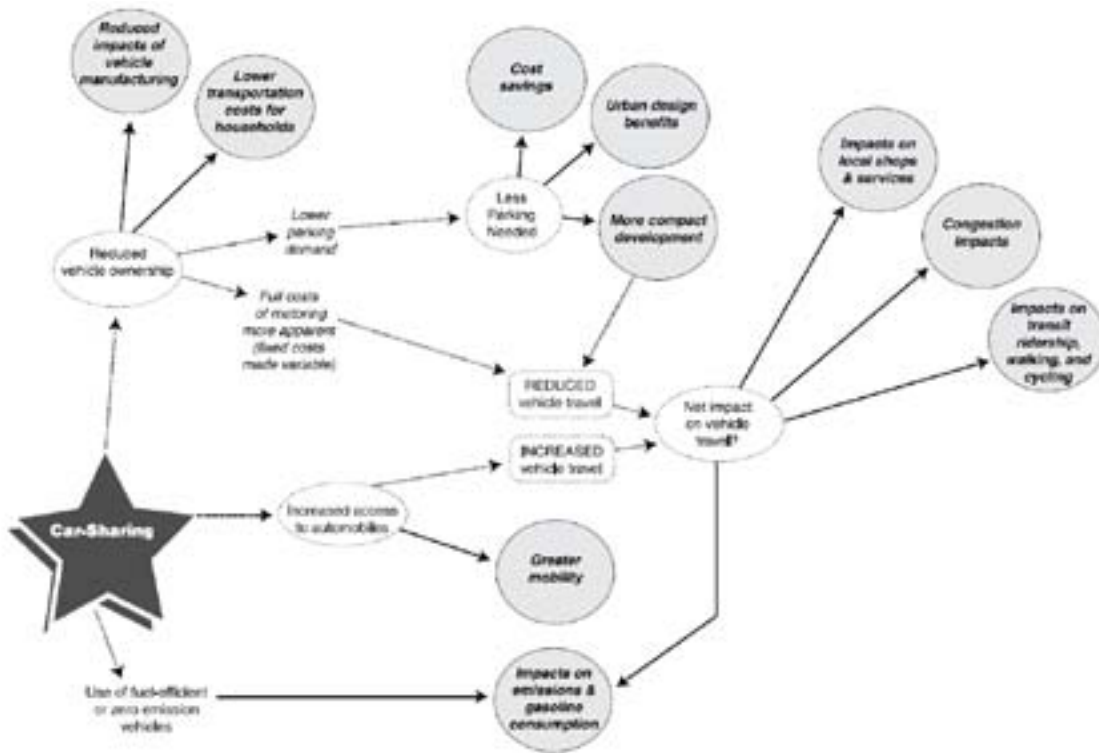 Reduced
impacts of
vehicle
manufacturing
Lower
transportation
costs for
households
Cost
savings
Urban design
benefits
Impacts on
local shops
& services
Less
Parking
Needed
More compact
development
Lower
parking
demand
Congestion
impacts
Reduced
vehicle ownership
Full costs
of motoring
more apparent
(fixed costs
made variable)
Impacts on
transit
ridership,
walking, and
cycling
REDUCED
vehicle travel
Net impact
on vehicle
travel?
INCREASED
vehicle travel
Car-Sharing
Increased access
to automobiles
Greater
mobility
Use of fuel-efficient
or zero emission
vehicles
Impacts on
emissions &
gasoline
consumption